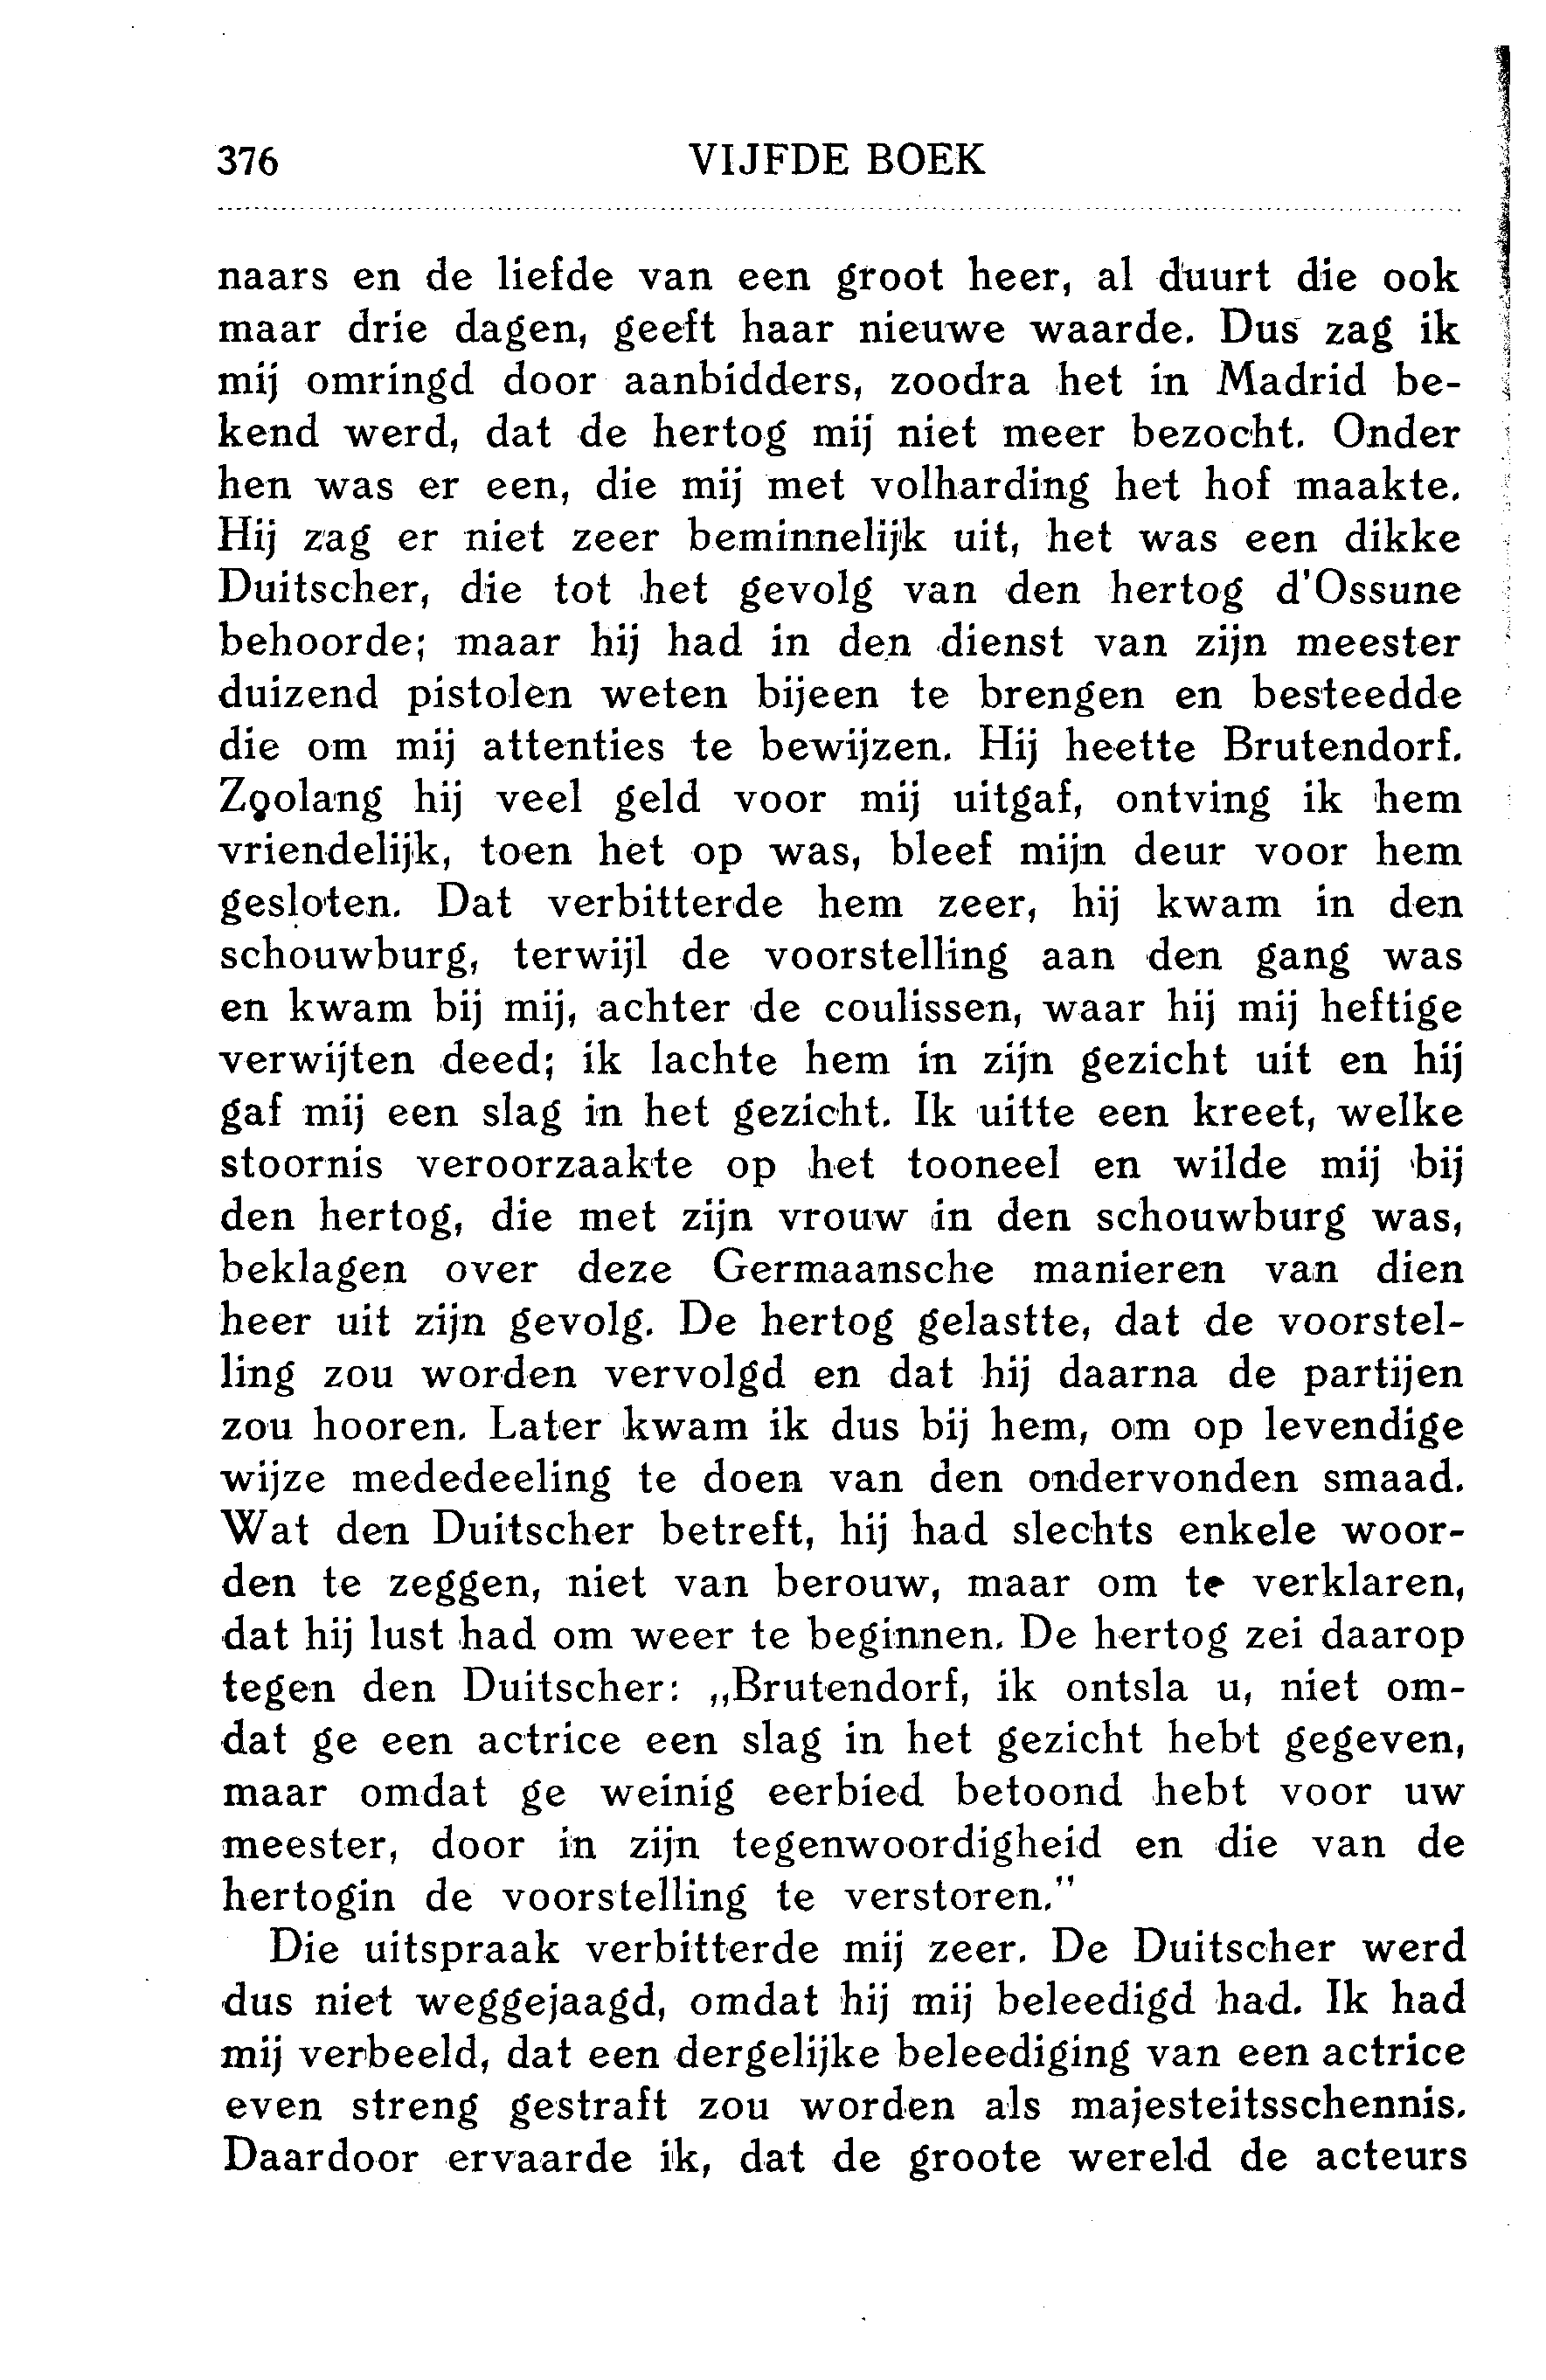 376 VIJFDE BOEK
naars en de liefde van een groot heer, al duurt die ook
maar drie dagen, geeft haar nieuwe waarde. Dus zag ik
mij omringd door aanbidders, zoodra het in Madrid be-
kend werd, dat de hertog mij niet meer bezocht. Onder
hen was er een, die mij met volharding het hof maakte.
Hij zag er niet zeer beminnelijk uit, het was een dikke
Duitscher, die tot het gevolg van den hertog d'Ossune
behoorde; maar hij had in den dienst van zijn meester
duizend pistolen weten bijeen te brengen en besteedde
die om mij attenties te bewijzen. Hij heette Brutendorf.
Zoolang hij veel geld voor mij uitgaf, ontving ik hem
vriendelijk, toen het op was, bleef mijn deur voor hem
gesloten. Dat verbitterde hem zeer, hij kwam in den
schouwburg, terwijl de voorstelling aan den gang was
en kwam bij mij, achter de coulissen, waar hij mij heftige
verwijten deed; ik lachte hem in zijn gezicht uit en hij
gaf mij een slag in het gezicht. Ik uitte een kreet, welke
stoornis veroorzaakte op het tooneel en wilde mij bij
den hertog, die met zijn vrouw in den schouwburg was,
beklagen over deze Germaansche manieren van dien
heer uit zijn gevolg. De hertog gelastte, dat de voorstel-
ling zou worden vervolgd en dat hij daarna de partijen
zou hooren. Later kwam ik dus bij hem, om op levendige
wijze mededeeling te doen van den ondervonden smaad.
Wat den Duitscher betreft, hij had slechts enkele woor-
den te zeggen, niet van berouw, maar om te verklaren,
dat hij lust had om weer te beginnen. De hertog zei daarop
tegen den Duitscher: „Brutendorf, ik ontsla u, niet om-
dat ge een actrice een slag in het gezicht hebt gegeven,
maar omdat ge weinig eerbied betoond hebt voor uw
meester, door in zijn tegenwoordigheid en die van de
hertogin de voorstelling te verstoren."
Die uitspraak verbitterde mij zeer. De Duitscher werd
dus niet weggejaagd, omdat hij mij beleedigd had. Ik had
mij verbeeld, dat een dergelijke beleediging van een actrice
even streng gestraft zou worden als majesteitsschennis.
Daardoor ervaarde ik, dat de groote wereld de acteurs